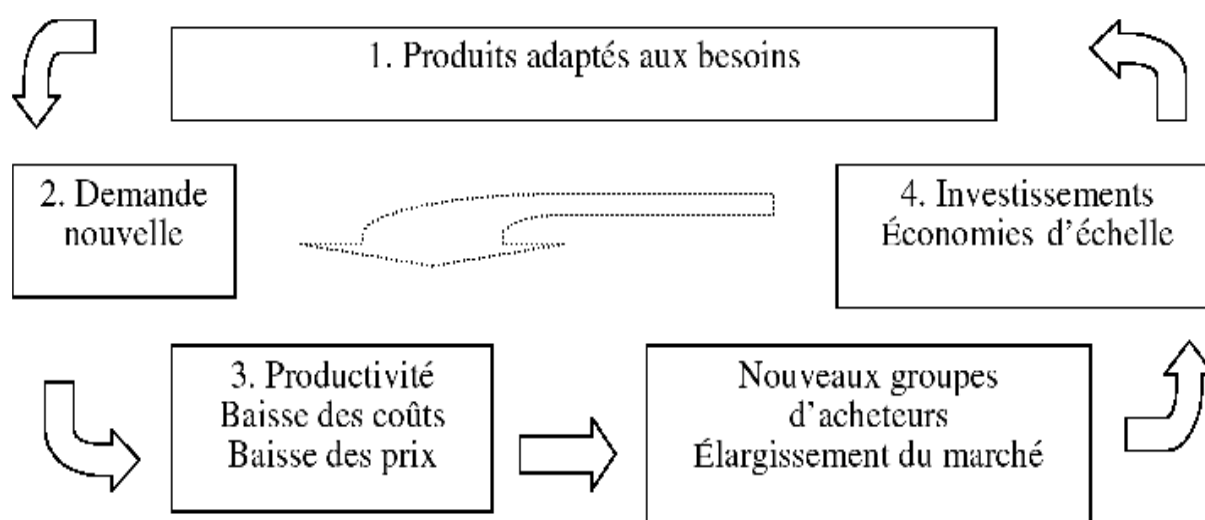 1. Produits adaptés aux besoins
2. Demande
nouvelle
4. Investissements
Économies d'échelle
3. Productivité
Baisse des coûts
Baisse des prix
Nouveaux groupes
d'acheteurs
Élargissement du marché